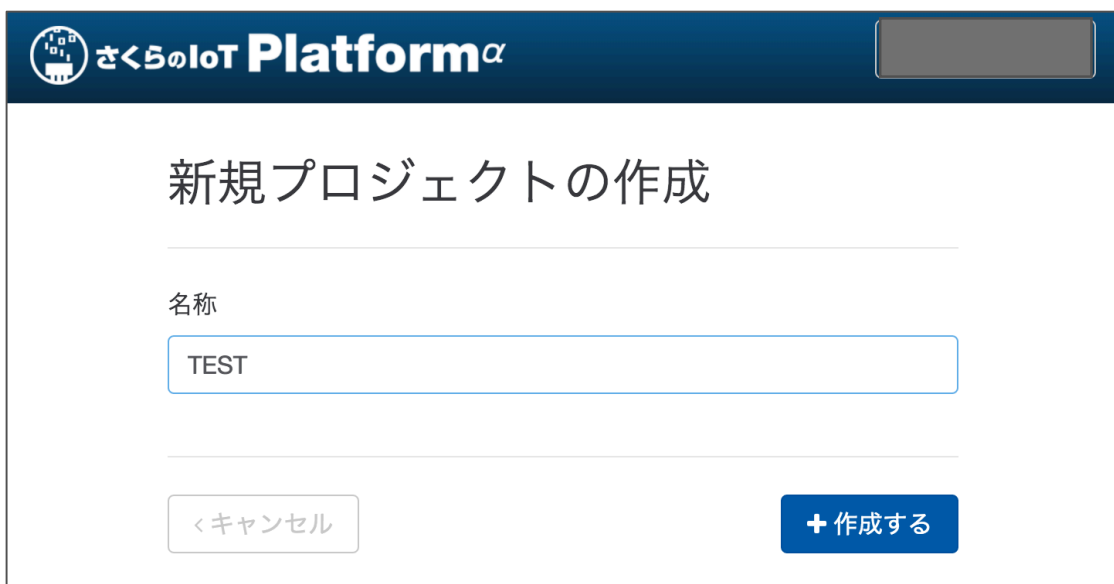 さくらのIoT Platformα
新規プロジェクトの作成
名称
TEST
<キャンセル
+作成する